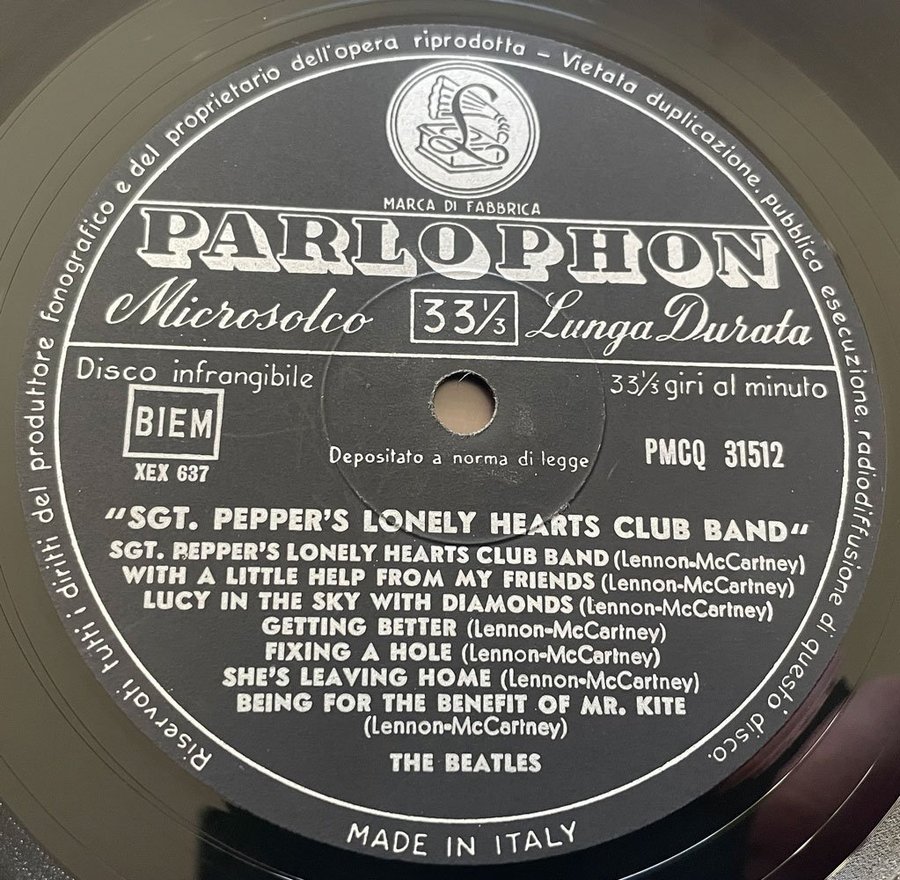 Riservati tutti i diritti del produttore fonografico e del proprietario dell'opera riprodotta – Vietata duplicazione, pubblica esecuzione, radiodiffusione di questo disco.
£
MARCA DI FABBRICA
PARLOPHON
Microsolco 33⅓ Lunga Durata
Disco infrangibile 33⅓ giri al minuto
BIEM
XEX 637
Depositato a norma di legge
PMCQ 31512
"SGT. PEPPER'S LONELY HEARTS CLUB BAND"
SGT. PEPPER'S LONELY HEARTS CLUB BAND (Lennon-McCartney)
WITH A LITTLE HELP FROM MY FRIENDS (Lennon-McCartney)
LUCY IN THE SKY WITH DIAMONDS (Lennon-McCartney)
GETTING BETTER (Lennon-McCartney)
FIXING A HOLE (Lennon-McCartney)
SHE'S LEAVING HOME (Lennon-McCartney)
BEING FOR THE BENEFIT OF MR. KITE
(Lennon-McCartney)
THE BEATLES
MADE IN ITALY